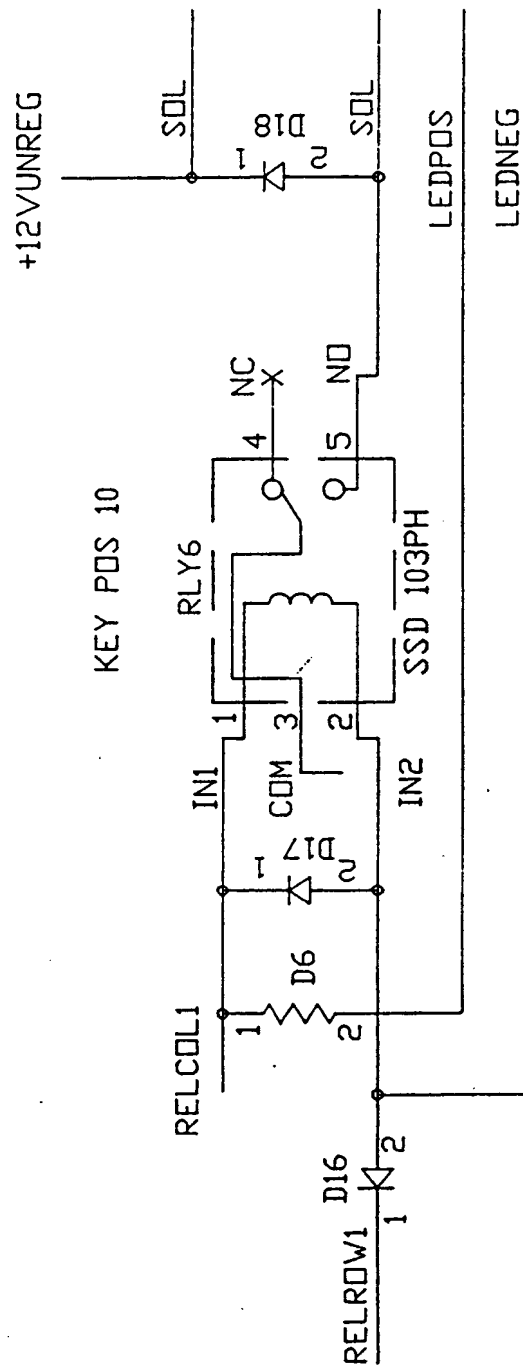 KEY POS 10
+12VUNREG
RELCOL1
IN1
1
RLY6
4
NC
SOL
1
D6
2
1
D17
2
COM
3
1
D18
2
RELROW1
D16
1
2
IN2
2
SSD 103PH
5
NO
SOL
LEDPOS
LEDNEG